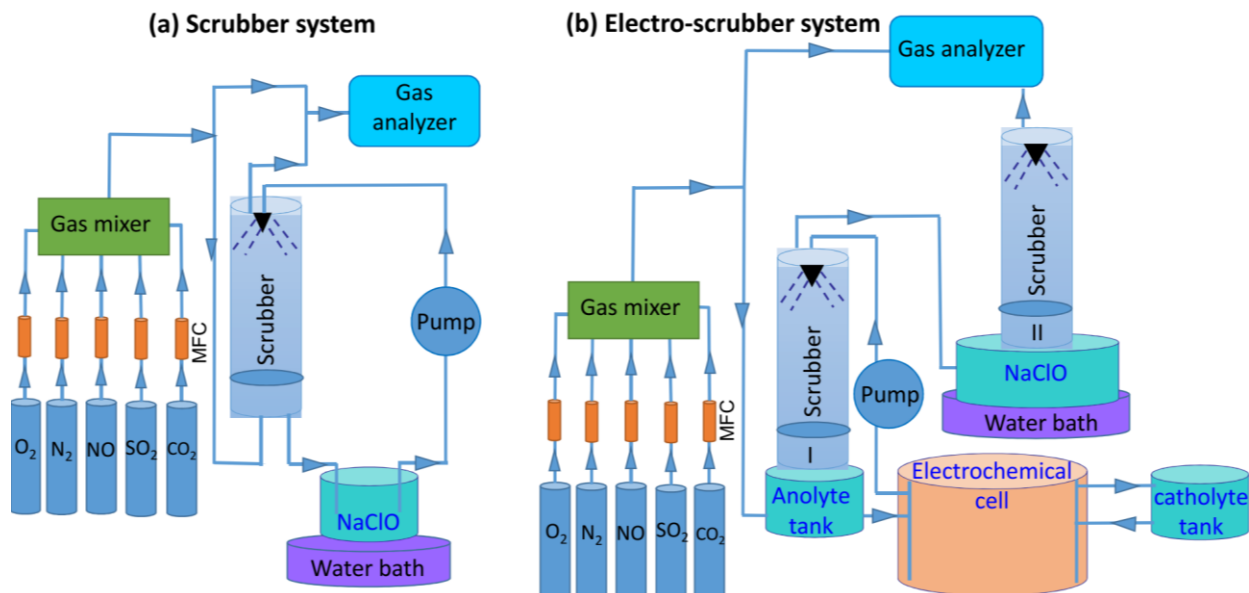 (a) Scrubber system
Gas
analyzer
Gas mixer
Scrubber
Pump
MFC
O₂
N₂
NO
SO₂
CO₂
NaClO
Water bath
(b) Electro-scrubber system
Gas analyzer
Scrubber
II
NaClO
Water bath
Gas mixer
Scrubber
I
Pump
MFC
O₂
N₂
NO
SO₂
CO₂
Anolyte
tank
Electrochemical
cell
catholyte
tank